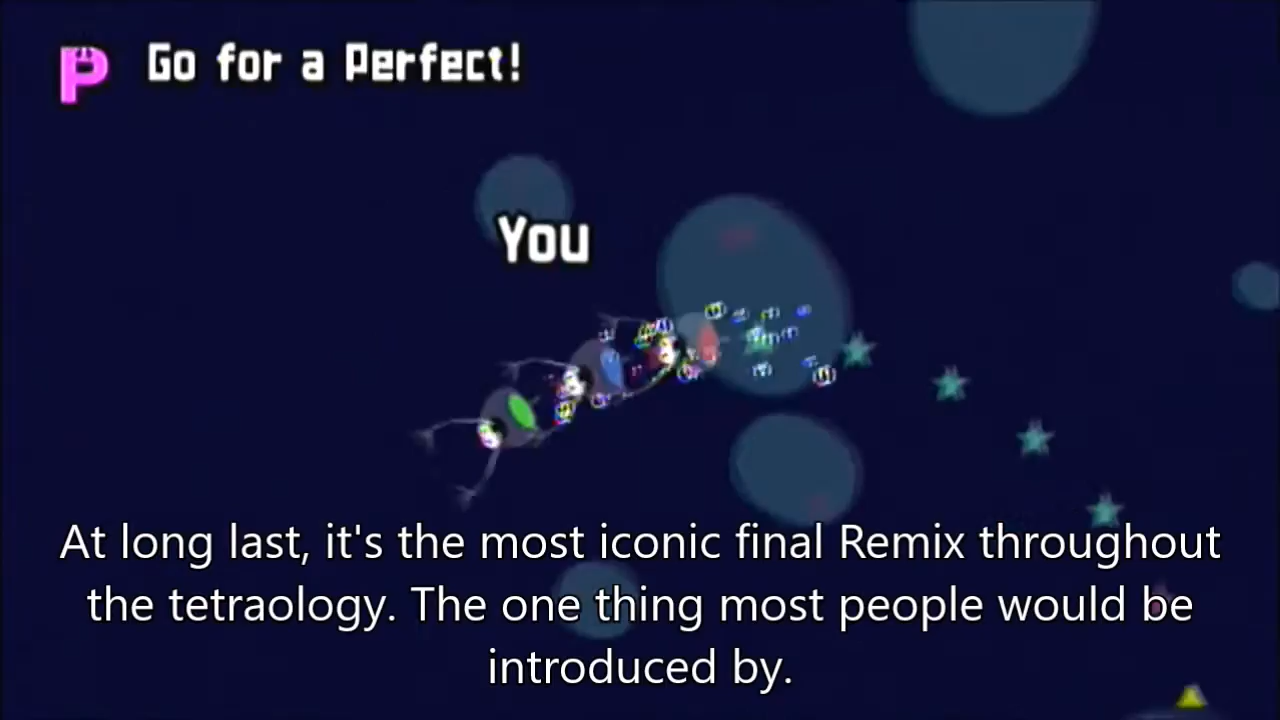 P Go for a Perfect!
You
At long last, it's the most iconic final Remix throughout
the tetraology. The one thing most people would be
introduced by.